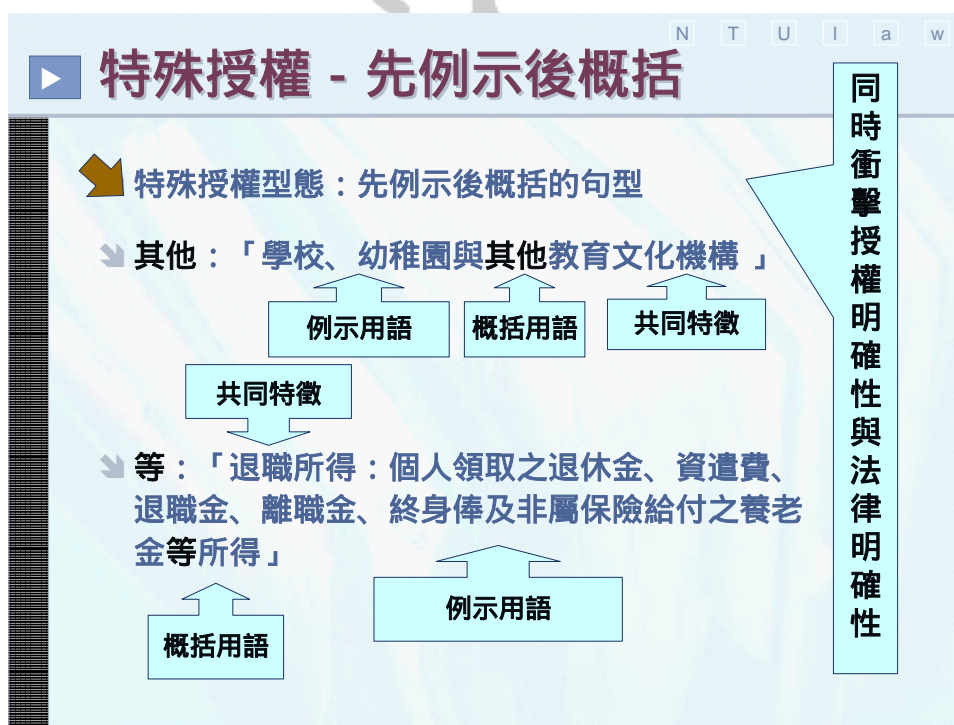 N T U l a w
特殊授權 - 先例示後概括
特殊授權型態：先例示後概括的句型
其他：「學校、幼稚園與其他教育文化機構 」
例示用語
概括用語
共同特徵
共同特徵
等：「退職所得：個人領取之退休金、資遣費、
退職金、離職金、終身俸及非屬保險給付之養老
金等所得」
例示用語
概括用語
同時衝擊授權明確性與法律明確性